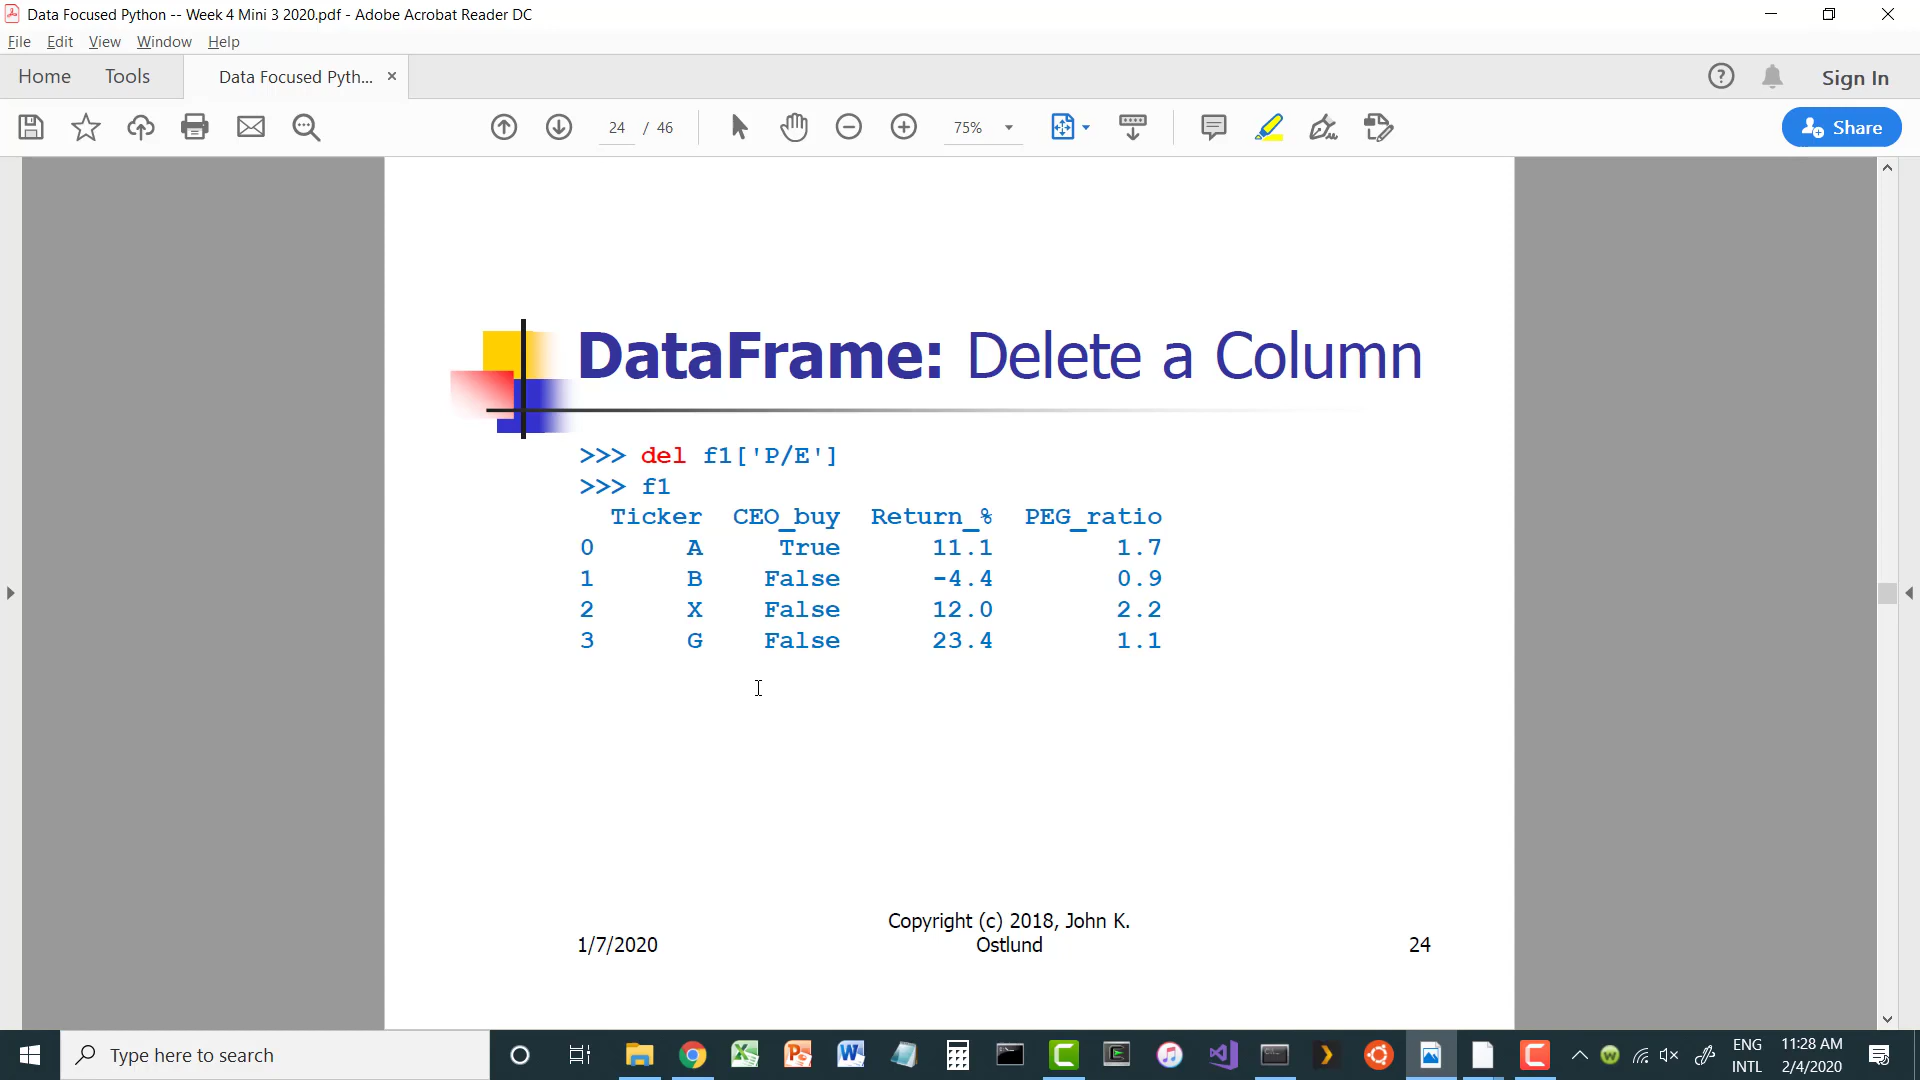 Data Focused Python -- Week 4 Mini 3 2020.pdf - Adobe Acrobat Reader DC
File Edit View Window Help
Home Tools Data Focused Pyth... × Sign In
24 / 46 75% Share
DataFrame: Delete a Column
>>> del f1['P/E']
>>> f1
Ticker CEO_buy Return_% PEG_ratio
0 A True 11.1 1.7
1 B False -4.4 0.9
2 X False 12.0 2.2
3 G False 23.4 1.1
Copyright (c) 2018, John K.
1/7/2020 Ostlund 24
Type here to search
ENG 11:28 AM
INTL 2/4/2020